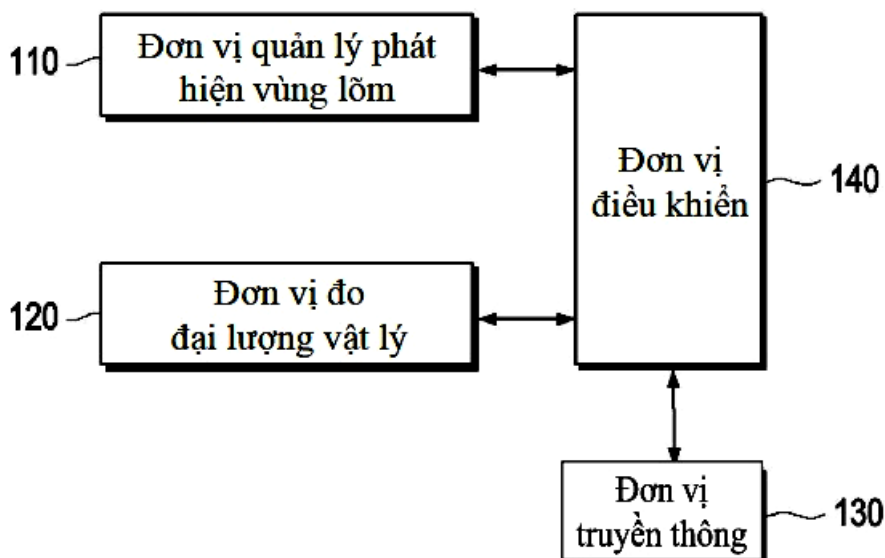 110
Đơn vị quản lý phát
hiện vùng lõm
Đơn vị
điều khiển
140
120
Đơn vị đo
đại lượng vật lý
Đơn vị
truyền thông
130